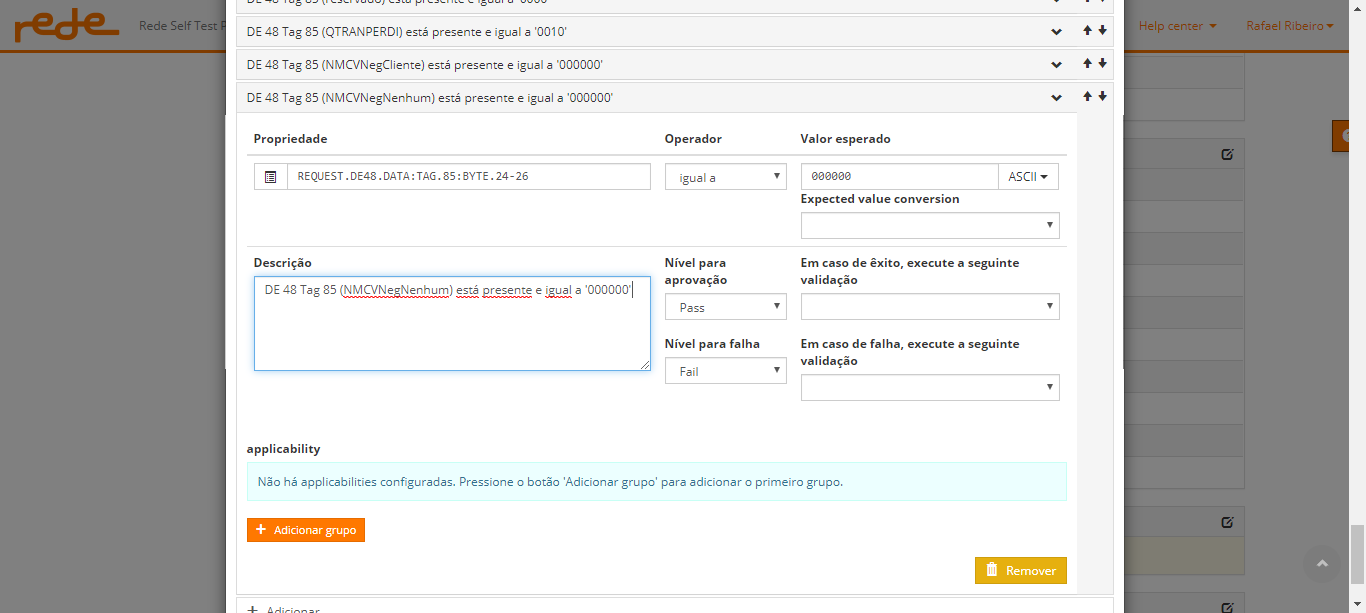 DE 48 Tag 85 (reservado) está presente e igual a '0000'
rede
Rede Self Test P
Help center
Rafael Ribeiro
DE 48 Tag 85 (QTRANPERDI) está presente e igual a '0010'
DE 48 Tag 85 (NMCVNegCliente) está presente e igual a '000000'
DE 48 Tag 85 (NMCVNegNenhum) está presente e igual a '000000'
Propriedade Operador Valor esperado
REQUEST.DE48.DATA:TAG.85:BYTE.24-26 igual a 000000 ASCII
Expected value conversion
Descrição
DE 48 Tag 85 (NMCVNegNenhum) está presente e igual a '000000'
Nível para
aprovação
Pass
Em caso de êxito, execute a seguinte
validação
Nível para falha
Fail
Em caso de falha, execute a seguinte
validação
applicability
Não há applicabilities configuradas. Pressione o botão 'Adicionar grupo' para adicionar o primeiro grupo.
+ Adicionar grupo
Remover
+ Adicionar